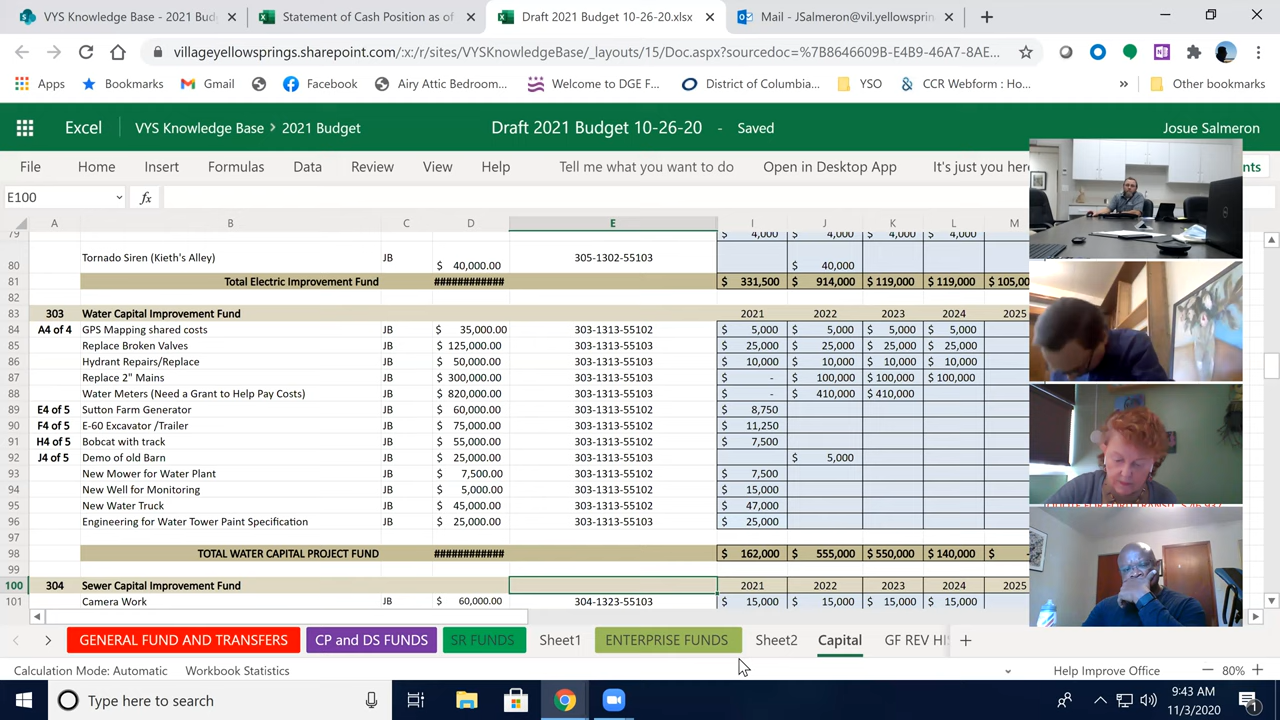 VYS Knowledge Base - 2021 Bud
Statement of Cash Position as of
Draft 2021 Budget 10-26-20.xlsx
Mail - JSalmeron@vil.yellowsprin
villageyellowsprings.sharepoint.com/:x:/r/sites/VYSKnowledgeBase/_layouts/15/Doc.aspx?sourcedoc=%7B8646609B-E4B9-46A7-8AE...
Apps Bookmarks Gmail Facebook Airy Attic Bedroom... Welcome to DGE F... District of Columbia... YSO CCR Webform : Ho... » Other bookmarks
Excel VYS Knowledge Base > 2021 Budget Draft 2021 Budget 10-26-20 - Saved Josue Salmeron
File Home Insert Formulas Data Review View Help Tell me what you want to do Open in Desktop App It's just you here nts
E100 fx
A B C D E I J K L M
79 $ 4,000 $ 4,000 $ 4,000 $ 4,000
80 Tornado Siren (Kieth's Alley) JB $ 40,000.00 305-1302-55103 $ 40,000
81 Total Electric Improvement Fund ############ $ 331,500 $ 914,000 $ 119,000 $ 119,000 $ 105,00
82
83 303 Water Capital Improvement Fund 2021 2022 2023 2024 2025
84 A4 of 4 GPS Mapping shared costs JB $ 35,000.00 303-1313-55102 $ 5,000 $ 5,000 $ 5,000 $ 5,000
85 Replace Broken Valves JB $ 125,000.00 303-1313-55103 $ 25,000 $ 25,000 $ 25,000 $ 25,000
86 Hydrant Repairs/Replace JB $ 50,000.00 303-1313-55103 $ 10,000 $ 10,000 $ 10,000 $ 10,000
87 Replace 2" Mains JB $ 300,000.00 303-1313-55103 $ - $ 100,000 $ 100,000 $ 100,000
88 Water Meters (Need a Grant to Help Pay Costs) JB $ 820,000.00 303-1313-55103 $ - $ 410,000 $ 410,000
89 E4 of 5 Sutton Farm Generator JB $ 60,000.00 303-1313-55102 $ 8,750
90 F4 of 5 E-60 Excavator /Trailer JB $ 75,000.00 303-1313-55102 $ 11,250
91 H4 of 5 Bobcat with track JB $ 55,000.00 303-1313-55102 $ 7,500
92 J4 of 5 Demo of old Barn JB $ 25,000.00 303-1313-55103 $ 5,000
93 New Mower for Water Plant JB $ 7,500.00 303-1313-55102 $ 7,500
94 New Well for Monitoring JB $ 5,000.00 303-1313-55102 $ 15,000
95 New Water Truck JB $ 45,000.00 303-1313-55102 $ 47,000
96 Engineering for Water Tower Paint Specification JB $ 25,000.00 303-1313-55103 $ 25,000
97
98 TOTAL WATER CAPITAL PROJECT FUND ############ $ 162,000 $ 555,000 $ 550,000 $ 140,000 $ -
99
100 304 Sewer Capital Improvement Fund 2021 2022 2023 2024 2025
101 Camera Work JB $ 60,000.00 304-1323-55103 $ 15,000 $ 15,000 $ 15,000 $ 15,000
GENERAL FUND AND TRANSFERS CP and DS FUNDS SR FUNDS Sheet1 ENTERPRISE FUNDS Sheet2 Capital GF REV HI
Calculation Mode: Automatic Workbook Statistics Help Improve Office 80%
Type here to search
9:43 AM
11/3/2020
1